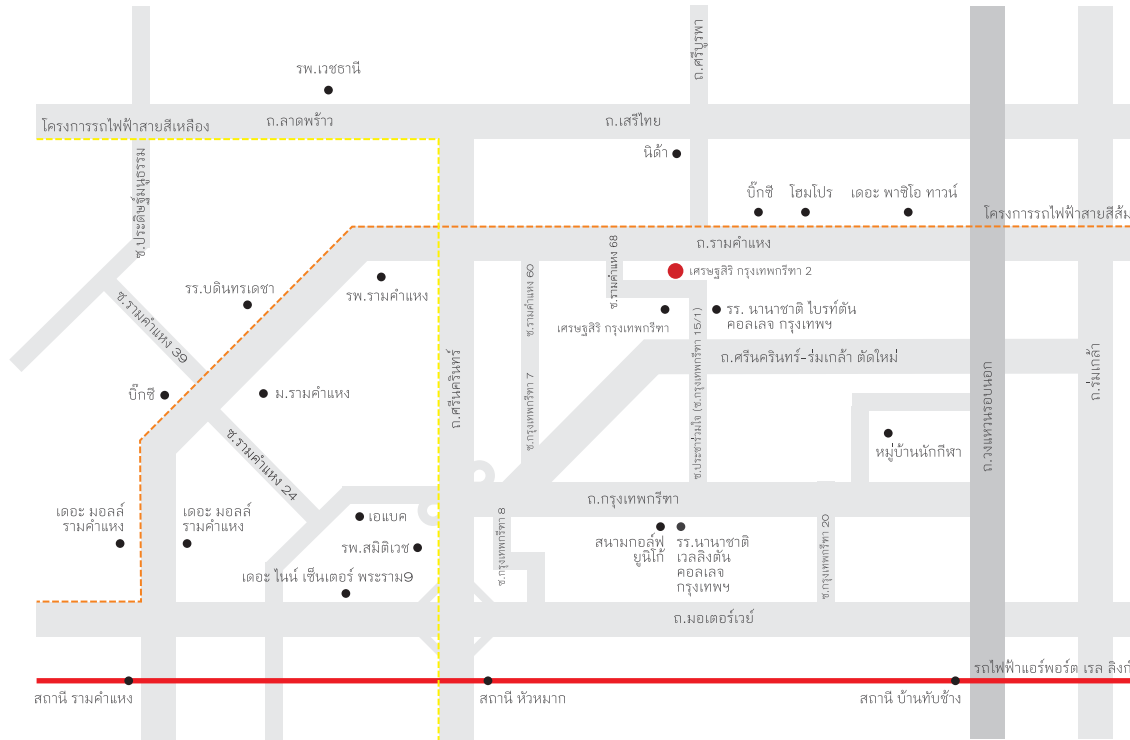 ถ.ศรีบูรพา
รพ.เวชธานี
โครงการรถไฟฟ้าสายสีเหลือง
ถ.ลาดพร้าว
ถ.เสรีไทย
นิด้า
ซ.ประดิษฐ์มนูธรรม
บิ๊กซี
โฮมโปร
เดอะ พาซิโอ ทาวน์
โครงการรถไฟฟ้าสายสีส้ม
ถ.รามคำแหง
ซ.รามคำแหง 68
เศรษฐสิริ กรุงเทพกรีฑา 2
รพ.รามคำแหง
รร.บดินทรเดชา
ซ.รามคำแหง 60
ซ.รามคำแหง 39
เศรษฐสิริ กรุงเทพกรีฑา
รร. นานาชาติ ไบรท์ตัน
คอลเลจ กรุงเทพฯ
ถ.ศรีนครินทร์-ร่มเกล้า ตัดใหม่
ถ.ศรีนครินทร์
ถ.ร่มเกล้า
บิ๊กซี
ม.รามคำแหง
ซ.กรุงเทพกรีฑา 7
ซ.ประชาร่วมใจ (ซ.กรุงเทพกรีฑา 15/1)
ถ.วงแหวนรอบนอก
หมู่บ้านนักกีฬา
ซ.รามคำแหง 24
ถ.กรุงเทพกรีฑา
เดอะ มอลล์
รามคำแหง
เดอะ มอลล์
รามคำแหง
เอแบค
รพ.สมิติเวช
ซ.กรุงเทพกรีฑา 8
สนามกอล์ฟ
ยูนิโก้
รร.นานาชาติ
เวลลิงตัน
คอลเลจ
กรุงเทพฯ
ซ.กรุงเทพกรีฑา 20
เดอะ ไนน์ เซ็นเตอร์ พระราม9
ถ.มอเตอร์เวย์
รถไฟฟ้าแอร์พอร์ต เรล ลิงก์
สถานี รามคำแหง
สถานี หัวหมาก
สถานี บ้านทับช้าง